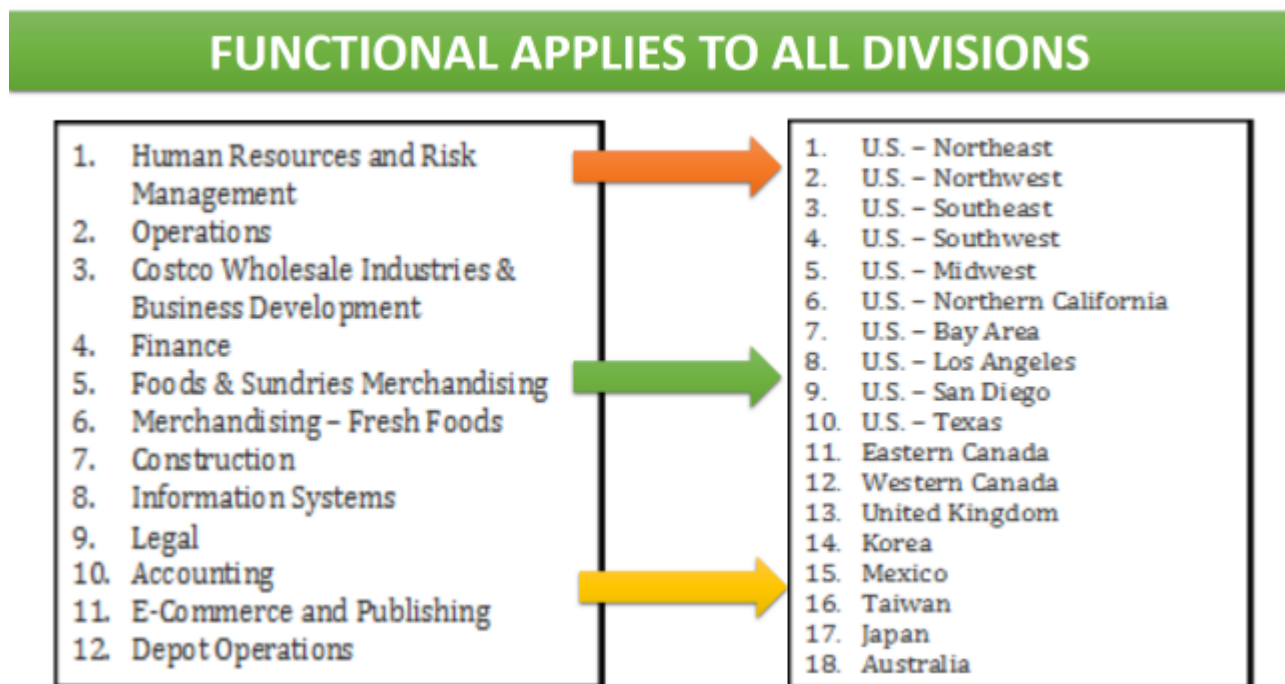 FUNCTIONAL APPLIES TO ALL DIVISIONS
1. Human Resources and Risk
Management
2. Operations
3. Costco Wholesale Industries &
Business Development
4. Finance
5. Foods & Sundries Merchandising
6. Merchandising – Fresh Foods
7. Construction
8. Information Systems
9. Legal
10. Accounting
11. E-Commerce and Publishing
12. Depot Operations
1. U.S. – Northeast
2. U.S. – Northwest
3. U.S. – Southeast
4. U.S. – Southwest
5. U.S. – Midwest
6. U.S. – Northern California
7. U.S. – Bay Area
8. U.S. – Los Angeles
9. U.S. – San Diego
10. U.S. – Texas
11. Eastern Canada
12. Western Canada
13. United Kingdom
14. Korea
15. Mexico
16. Taiwan
17. Japan
18. Australia